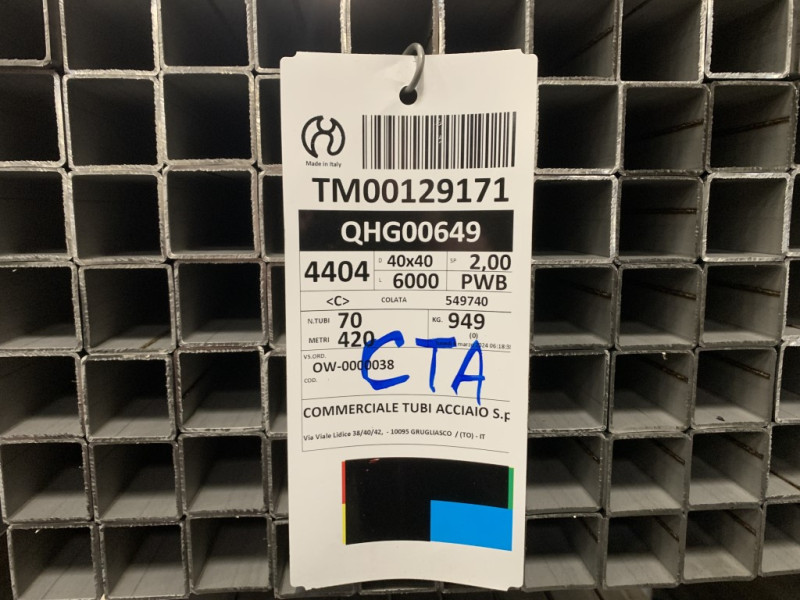 Made in Italy
TM00129171
QHG00649
4404 D 40x40 SP 2,00
L 6000 PWB
<C> COLATA 549740
N.TUBI 70 KG. 949
METRI 420 (0)
VS.ORD.
OW-0000038
COD.
CTA
COMMERCIALE TUBI ACCIAIO S.p
Via Viale Lidice 38/40/42, - 10095 GRUGLIASCO / (TO) - IT